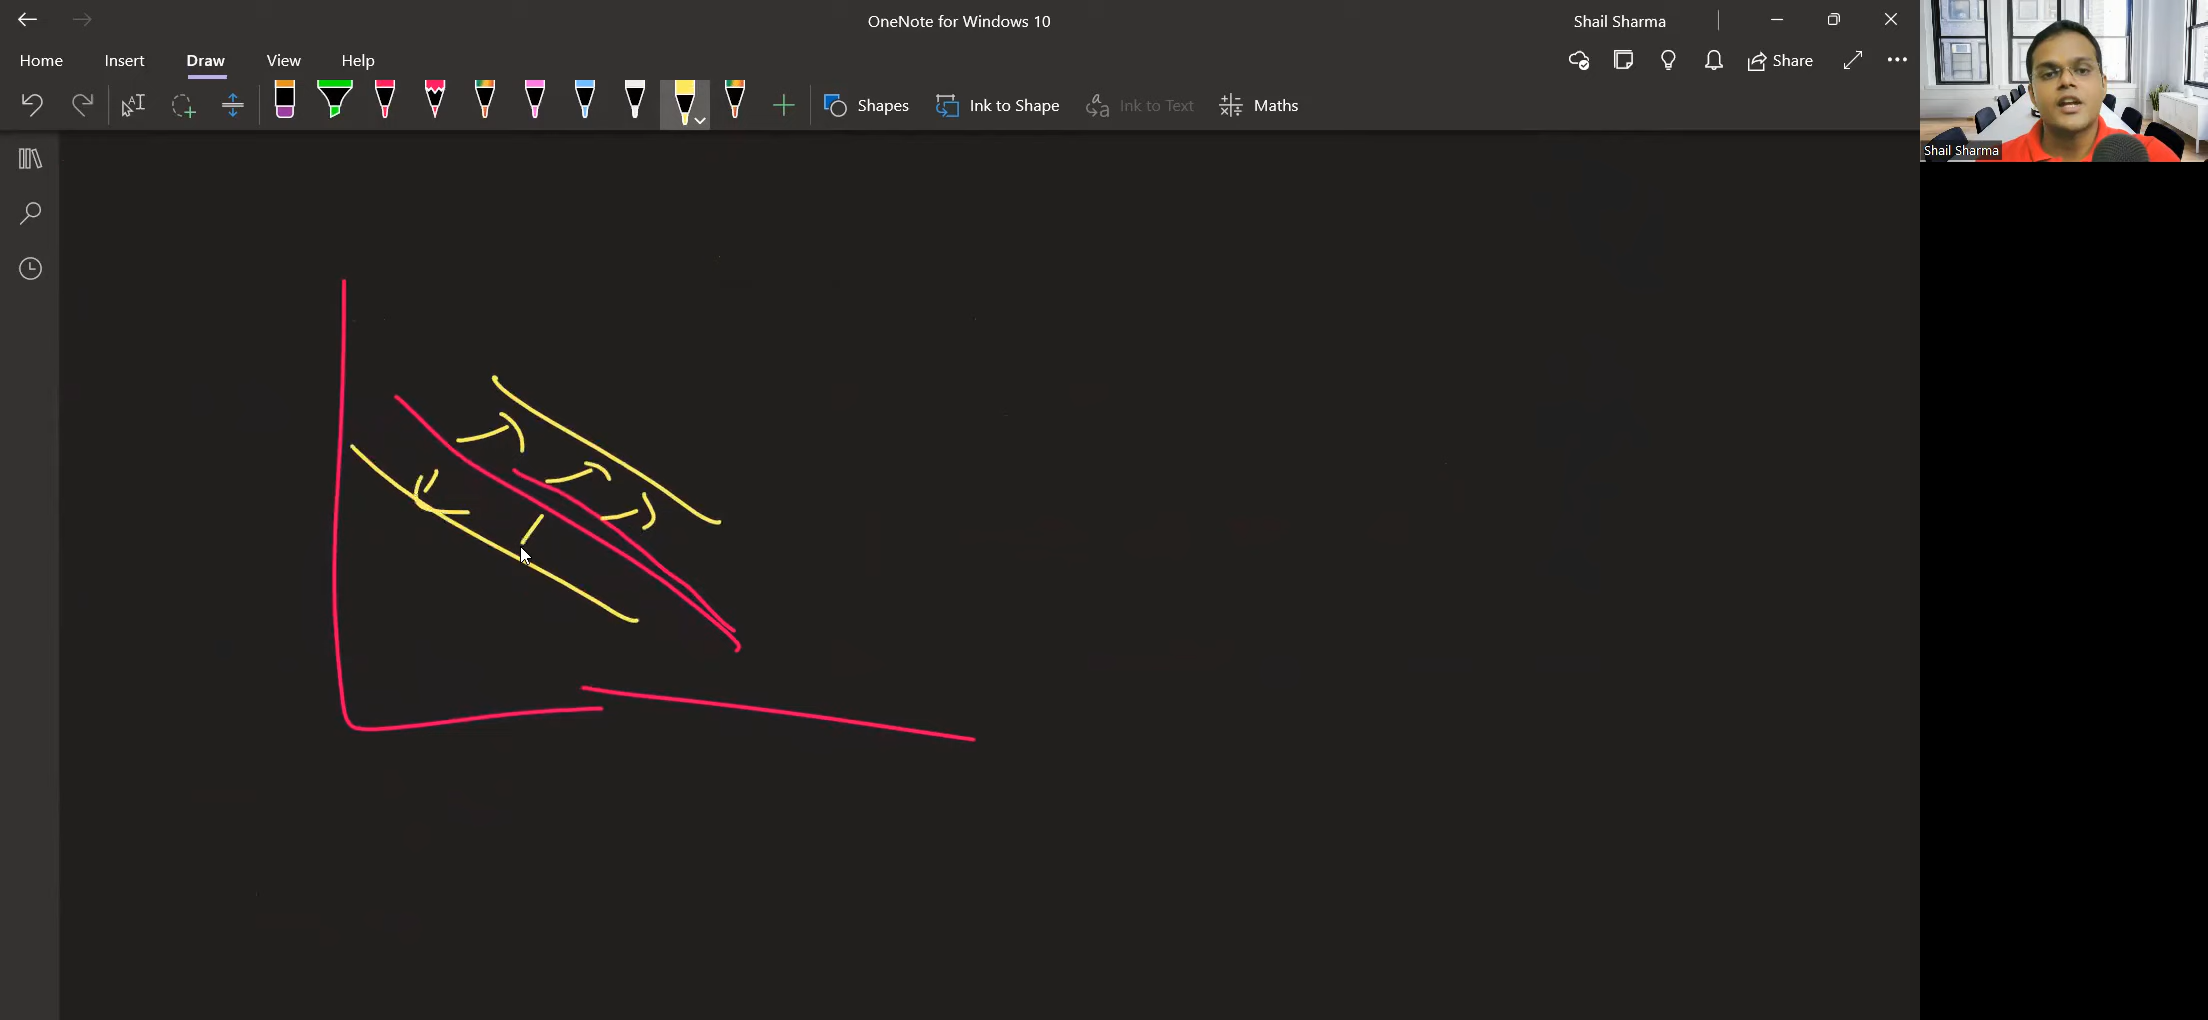 OneNote for Windows 10
Shail Sharma
Home Insert Draw View Help
Share
Shapes Ink to Shape Ink to Text Maths
Shail Sharma